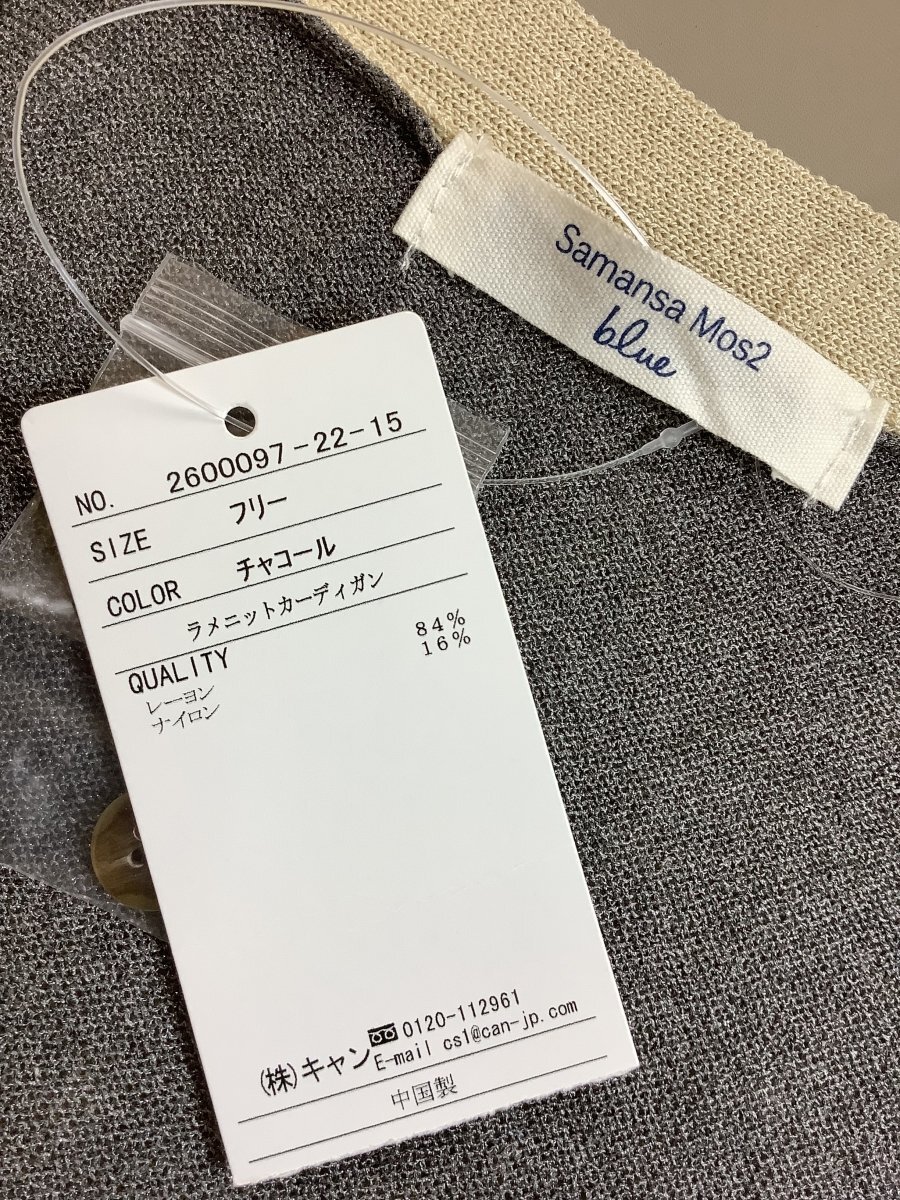 Samansa Mos2
blue
NO. 2600097-22-15
SIZE フリー
COLOR チャコール
ラメニットカーディガン
QUALITY 84%
16%
レーヨン
ナイロン
(株)キャン 0120-112961
E-mail cs1@can-jp.com
中国製